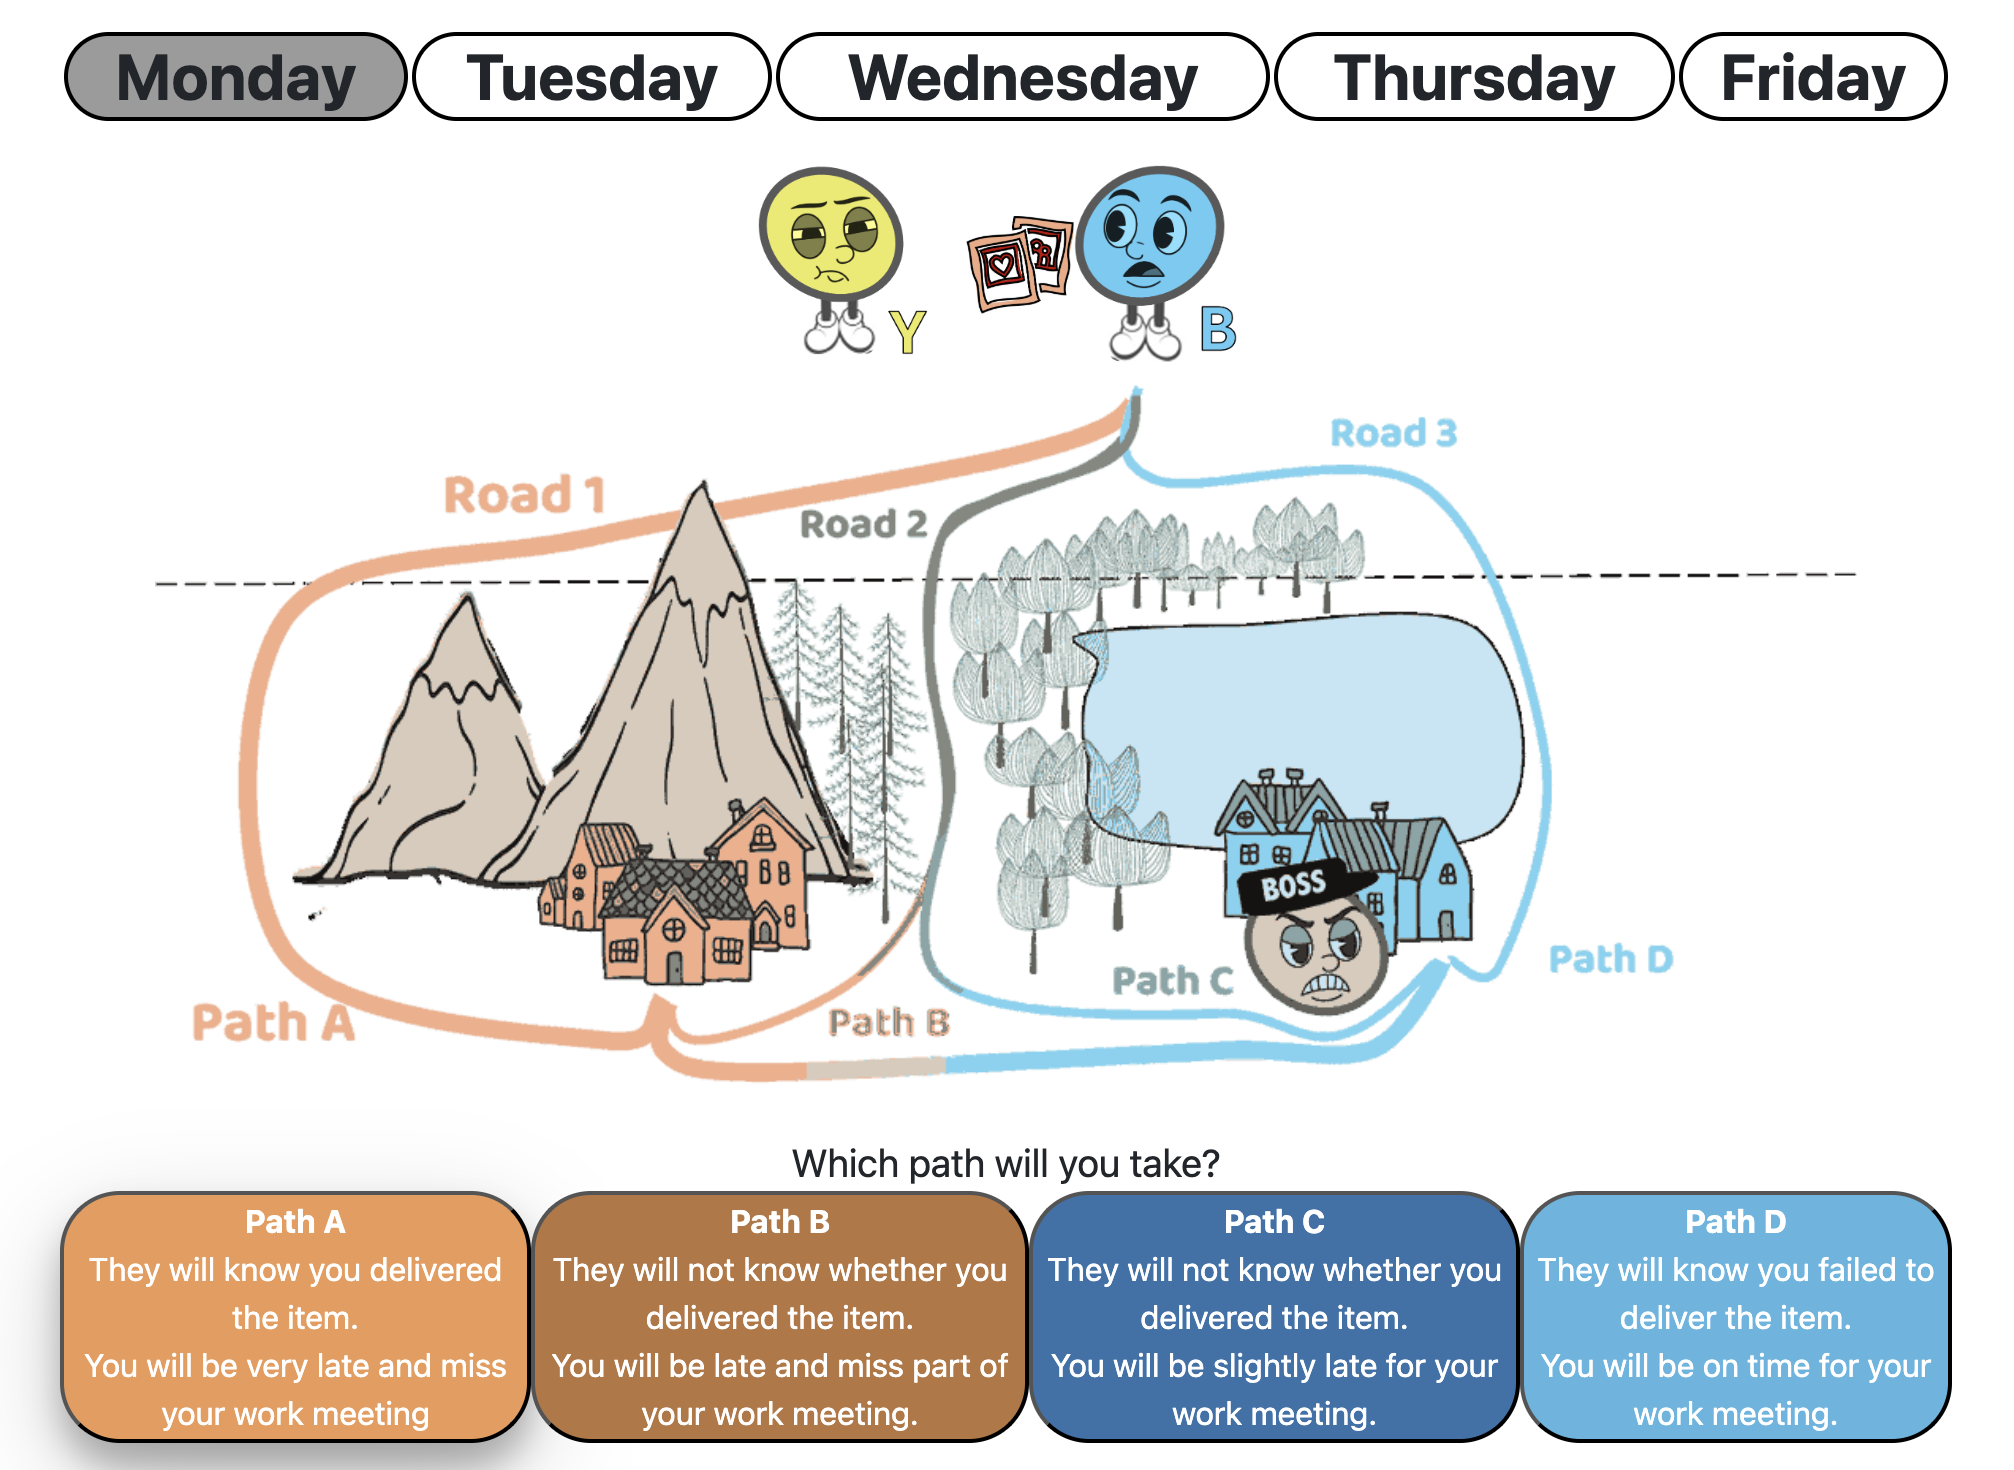 Monday Tuesday Wednesday Thursday Friday
Y B
Road 3
Road 1
Road 2
BOSS
Path D
Path C
Path A
Path B
Which path will you take?
Path A
They will know you delivered
the item.
You will be very late and miss
your work meeting
Path B
They will not know whether you
delivered the item.
You will be late and miss part of
your work meeting.
Path C
They will not know whether you
delivered the item.
You will be slightly late for your
work meeting.
Path D
They will know you failed to
deliver the item.
You will be on time for your
work meeting.